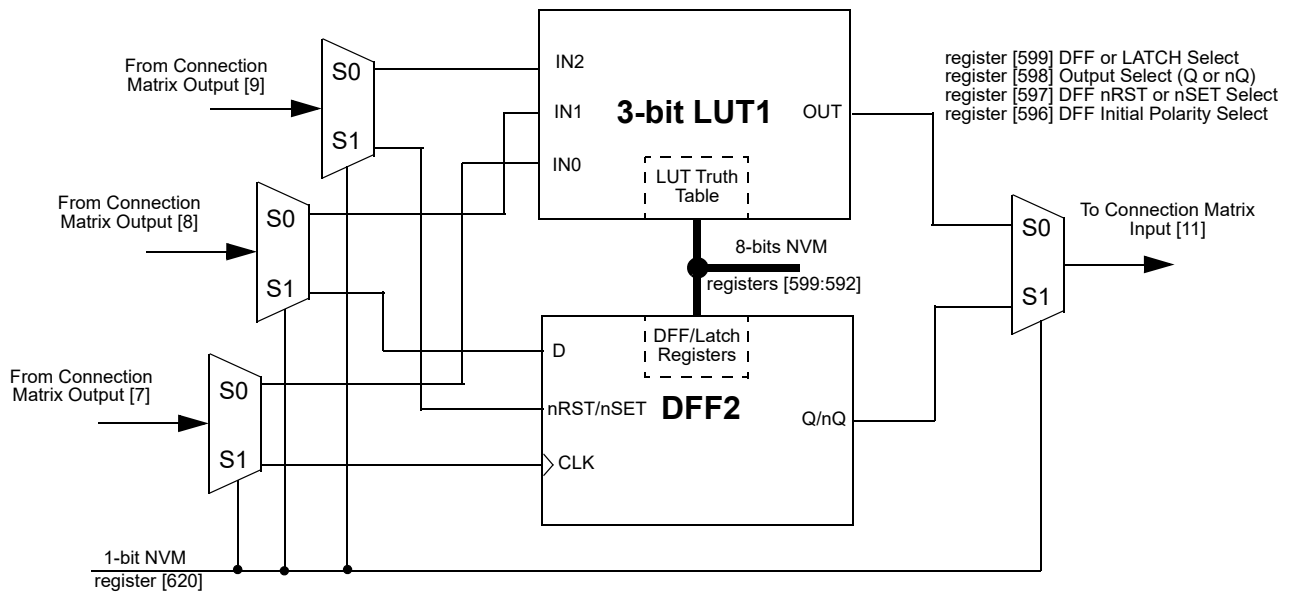 From Connection
Matrix Output [9]
S0
S1
From Connection
Matrix Output [8]
S0
S1
From Connection
Matrix Output [7]
S0
S1
1-bit NVM
register [620]
IN2
IN1
IN0
3-bit LUT1
OUT
LUT Truth
Table
8-bits NVM
registers [599:592]
DFF/Latch
Registers
D
nRST/nSET
DFF2
Q/nQ
CLK
register [599] DFF or LATCH Select
register [598] Output Select (Q or nQ)
register [597] DFF nRST or nSET Select
register [596] DFF Initial Polarity Select
S0
S1
To Connection Matrix
Input [11]